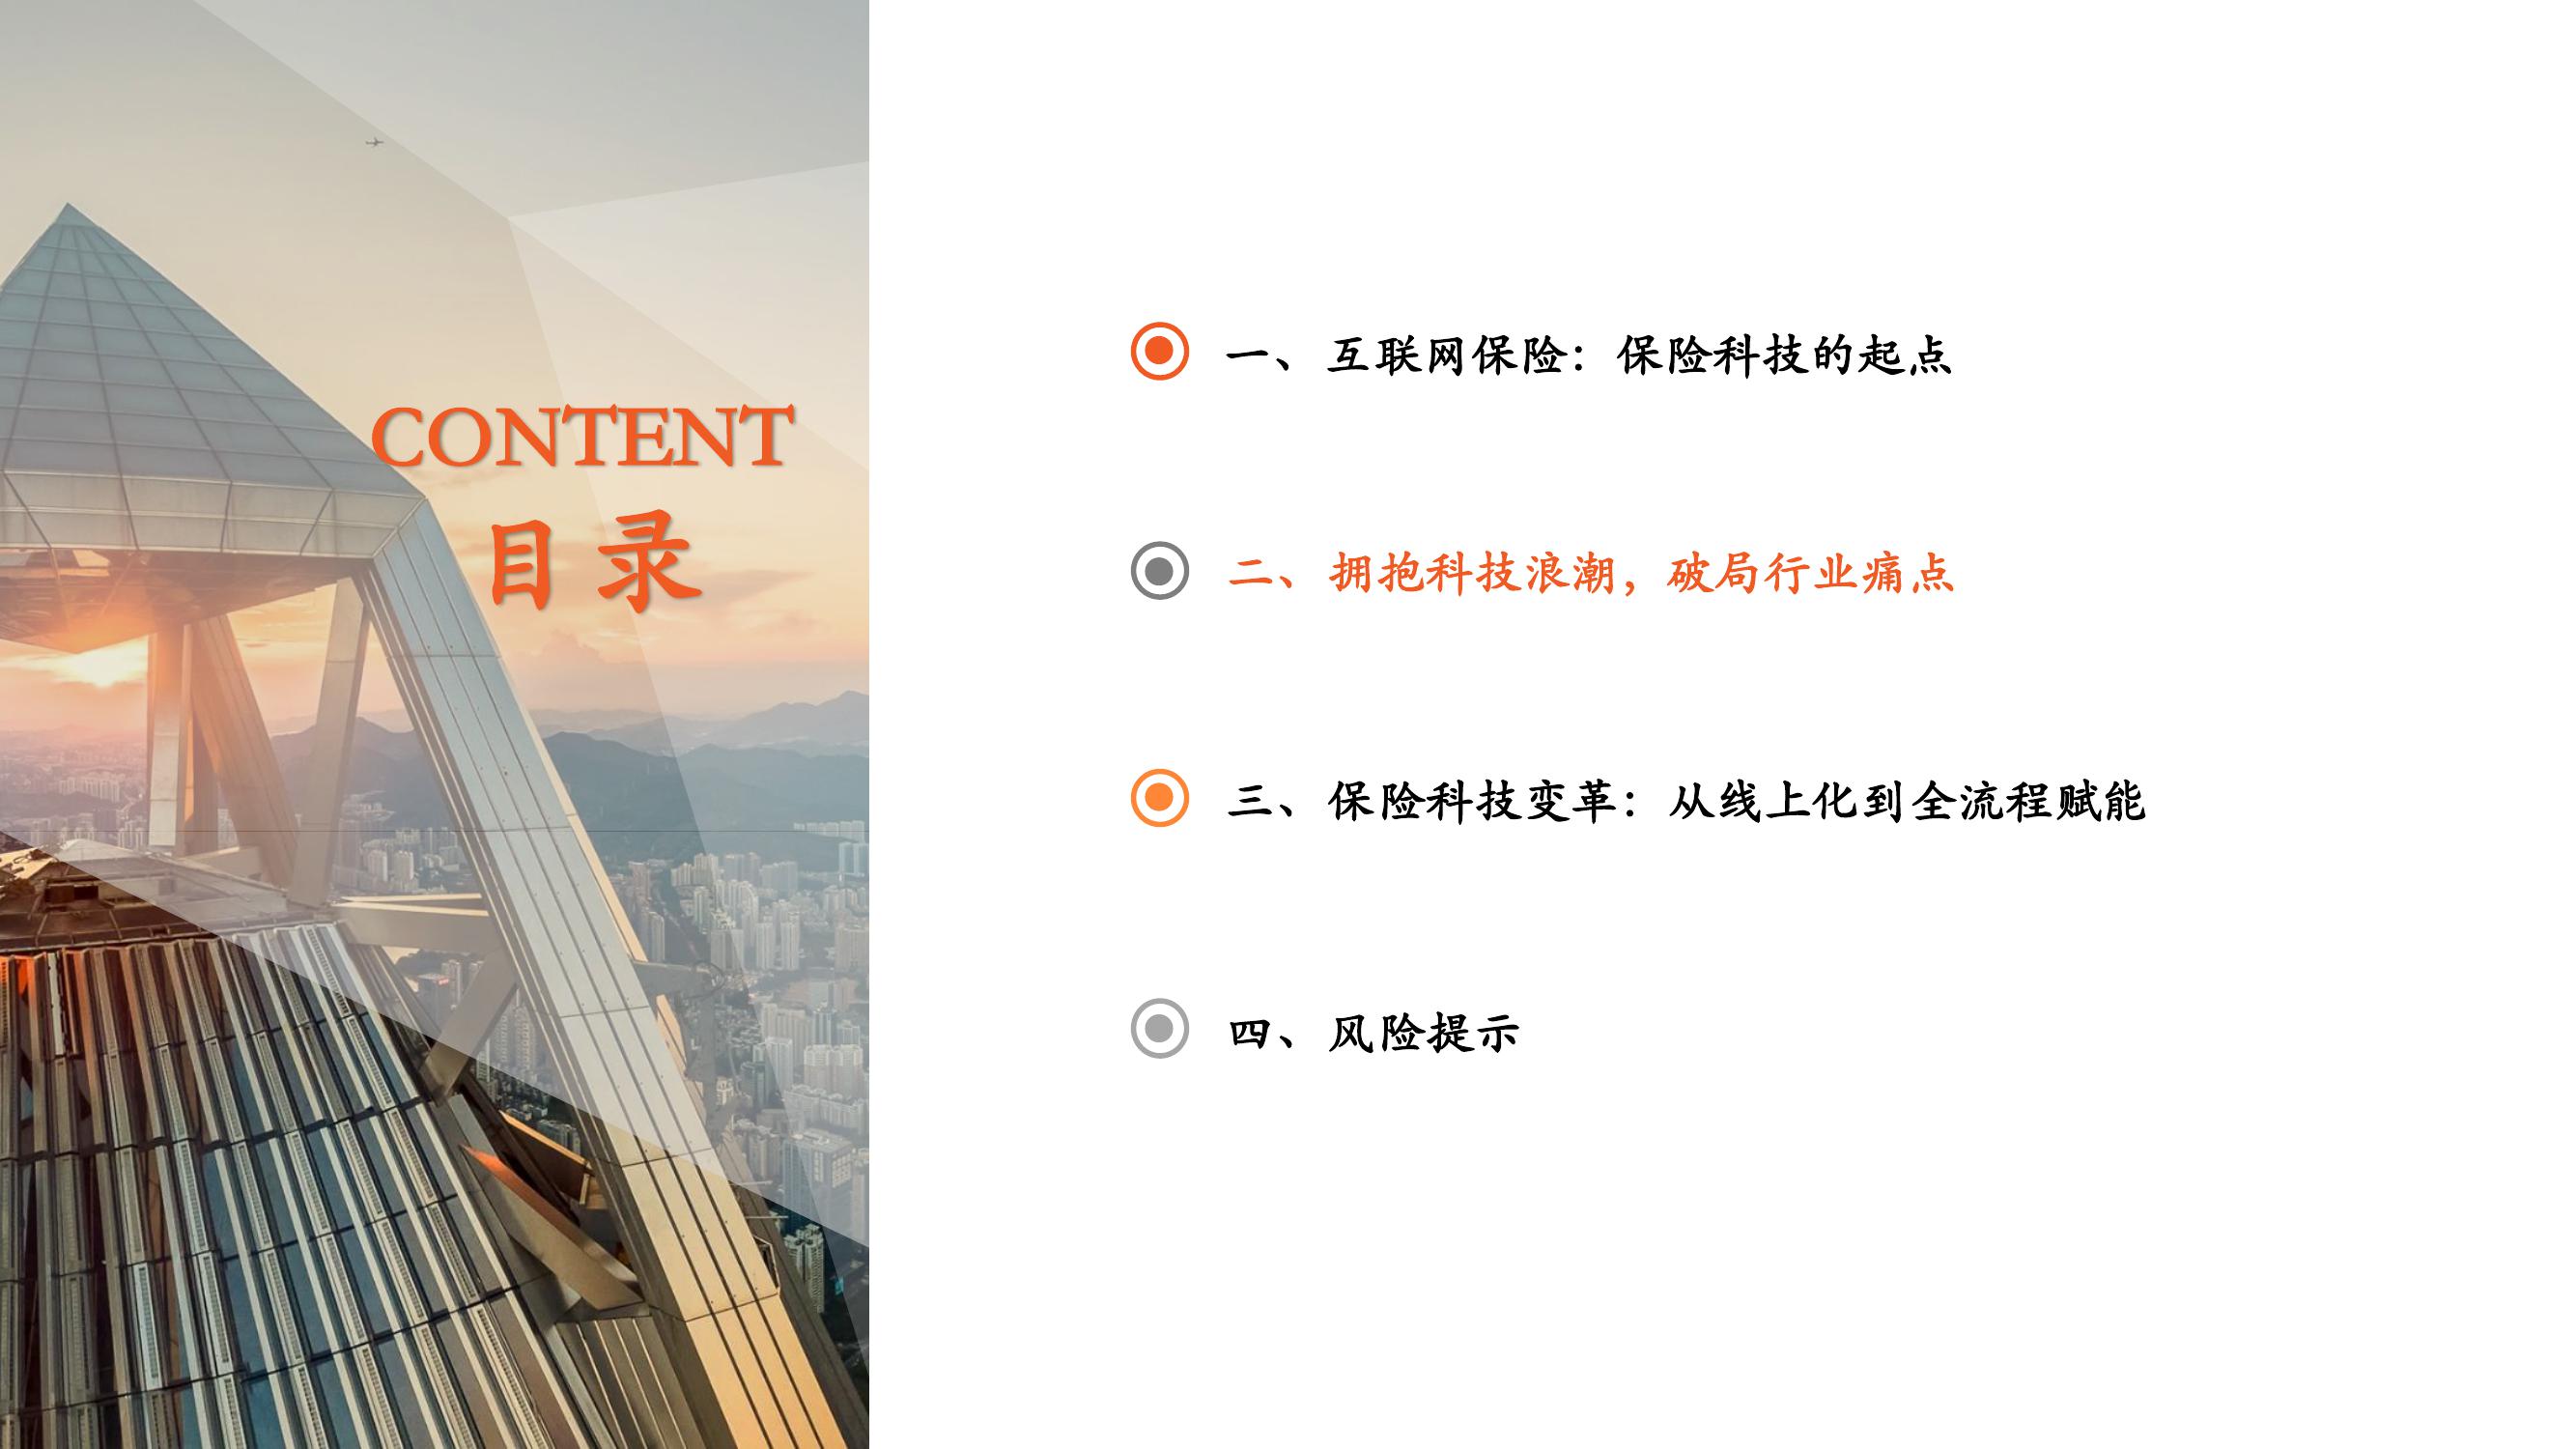 CONTENT
目录
一、互联网保险：保险科技的起点
二、拥抱科技浪潮，破局行业痛点
三、保险科技变革：从线上化到全流程赋能
四、风险提示